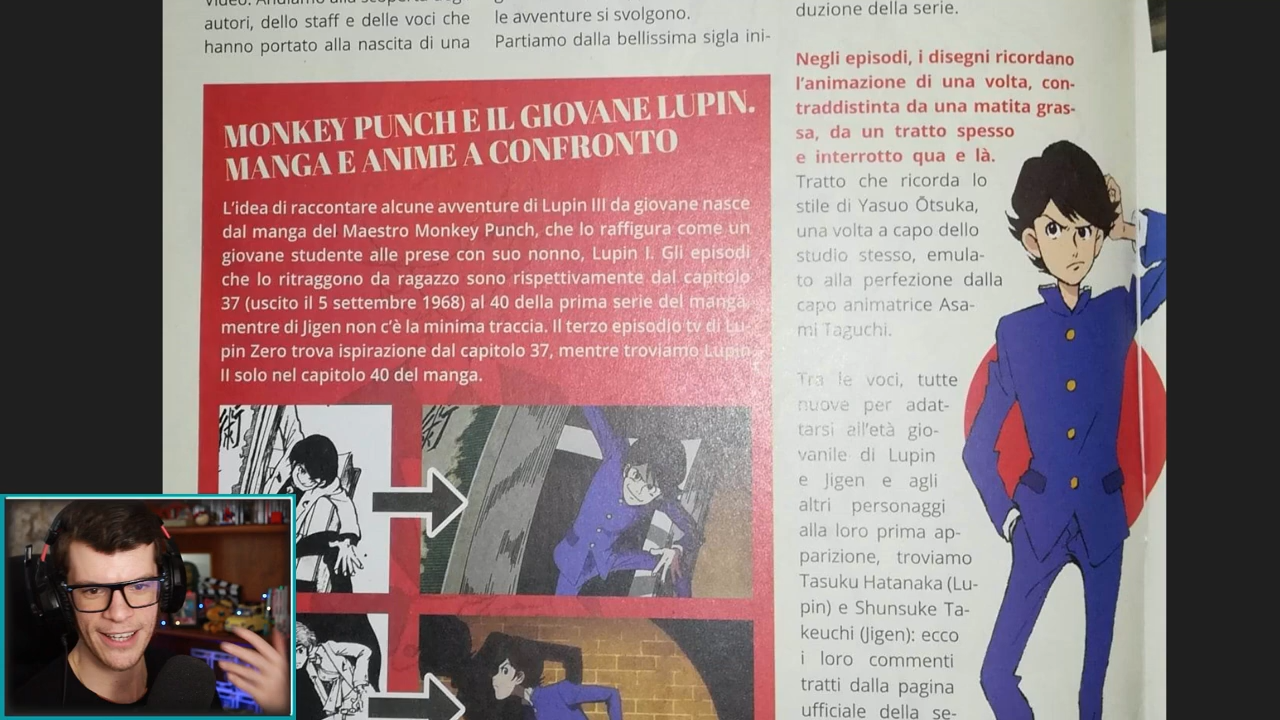 autori, dello staff e delle voci che
hanno portato alla nascita di una
le avventure si svolgono.
Partiamo dalla bellissima sigla ini-
duzione della serie.
MONKEY PUNCH E IL GIOVANE LUPIN.
MANGA E ANIME A CONFRONTO
L'idea di raccontare alcune avventure di Lupin III da giovane nasce
dal manga del Maestro Monkey Punch, che lo raffigura come un
giovane studente alle prese con suo nonno, Lupin I. Gli episodi
che lo ritraggono da ragazzo sono rispettivamente dal capitolo
37 (uscito il 5 settembre 1968) al 40 della prima serie del manga,
mentre di Jigen non c'è la minima traccia. Il terzo episodio tv di Lu-
pin Zero trova ispirazione dal capitolo 37, mentre troviamo Lupin
II solo nel capitolo 40 del manga.
術
術
Negli episodi, i disegni ricordano
l'animazione di una volta, con-
traddistinta da una matita gras-
sa, da un tratto spesso
e interrotto qua e là.
Tratto che ricorda lo
stile di Yasuo Ōtsuka,
una volta a capo dello
studio stesso, emula-
to alla perfezione dalla
capo animatrice Asa-
mi Taguchi.
Tra le voci, tutte
nuove per adat-
tarsi all'età gio-
vanile di Lupin
e Jigen e agli
altri personaggi
alla loro prima ap-
parizione, troviamo
Tasuku Hatanaka (Lu-
pin) e Shunsuke Ta-
keuchi (Jigen): ecco
i loro commenti
tratti dalla pagina
ufficiale della se-